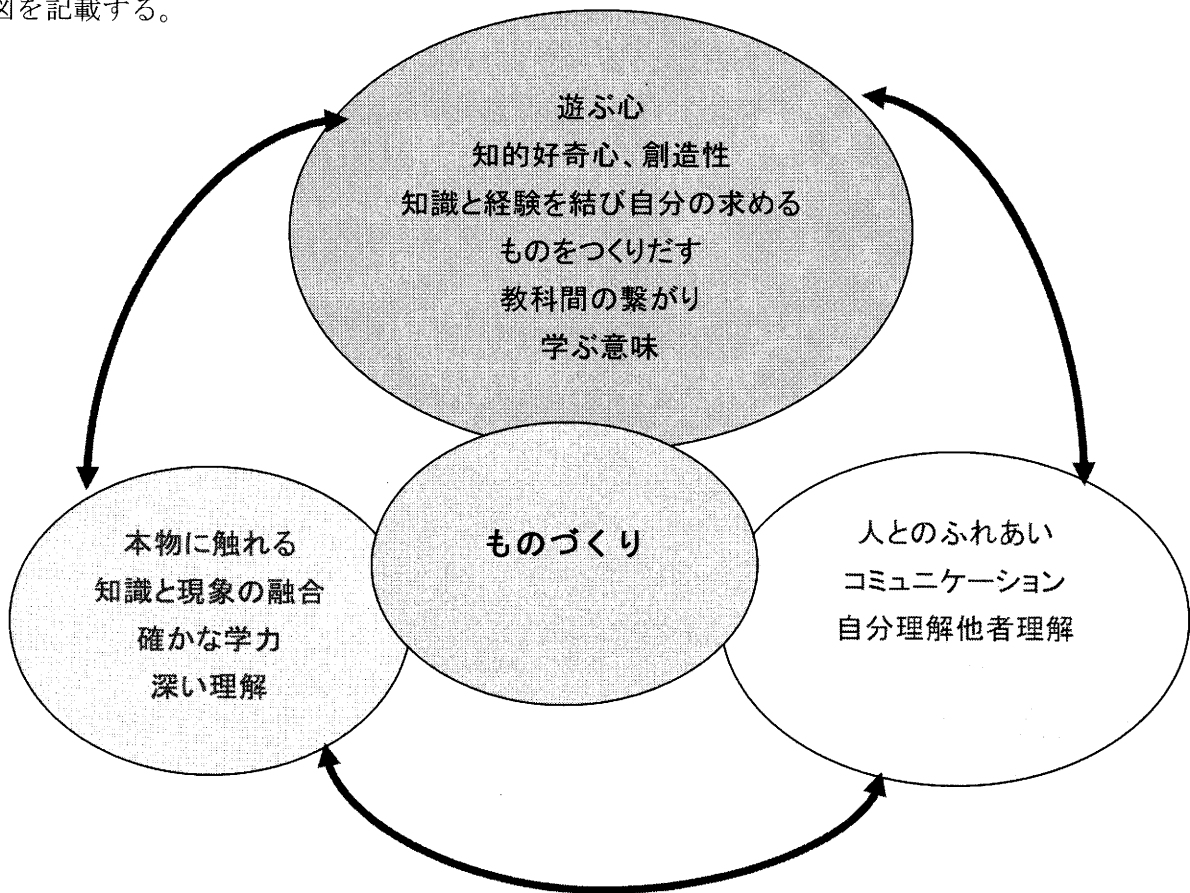 図を記載する。
遊ぶ心
知的好奇心、創造性
知識と経験を結び自分の求める
ものをつくりだす
教科間の繋がり
学ぶ意味
本物に触れる
知識と現象の融合
確かな学力
深い理解
ものづくり
人とのふれあい
コミュニケーション
自分理解他者理解